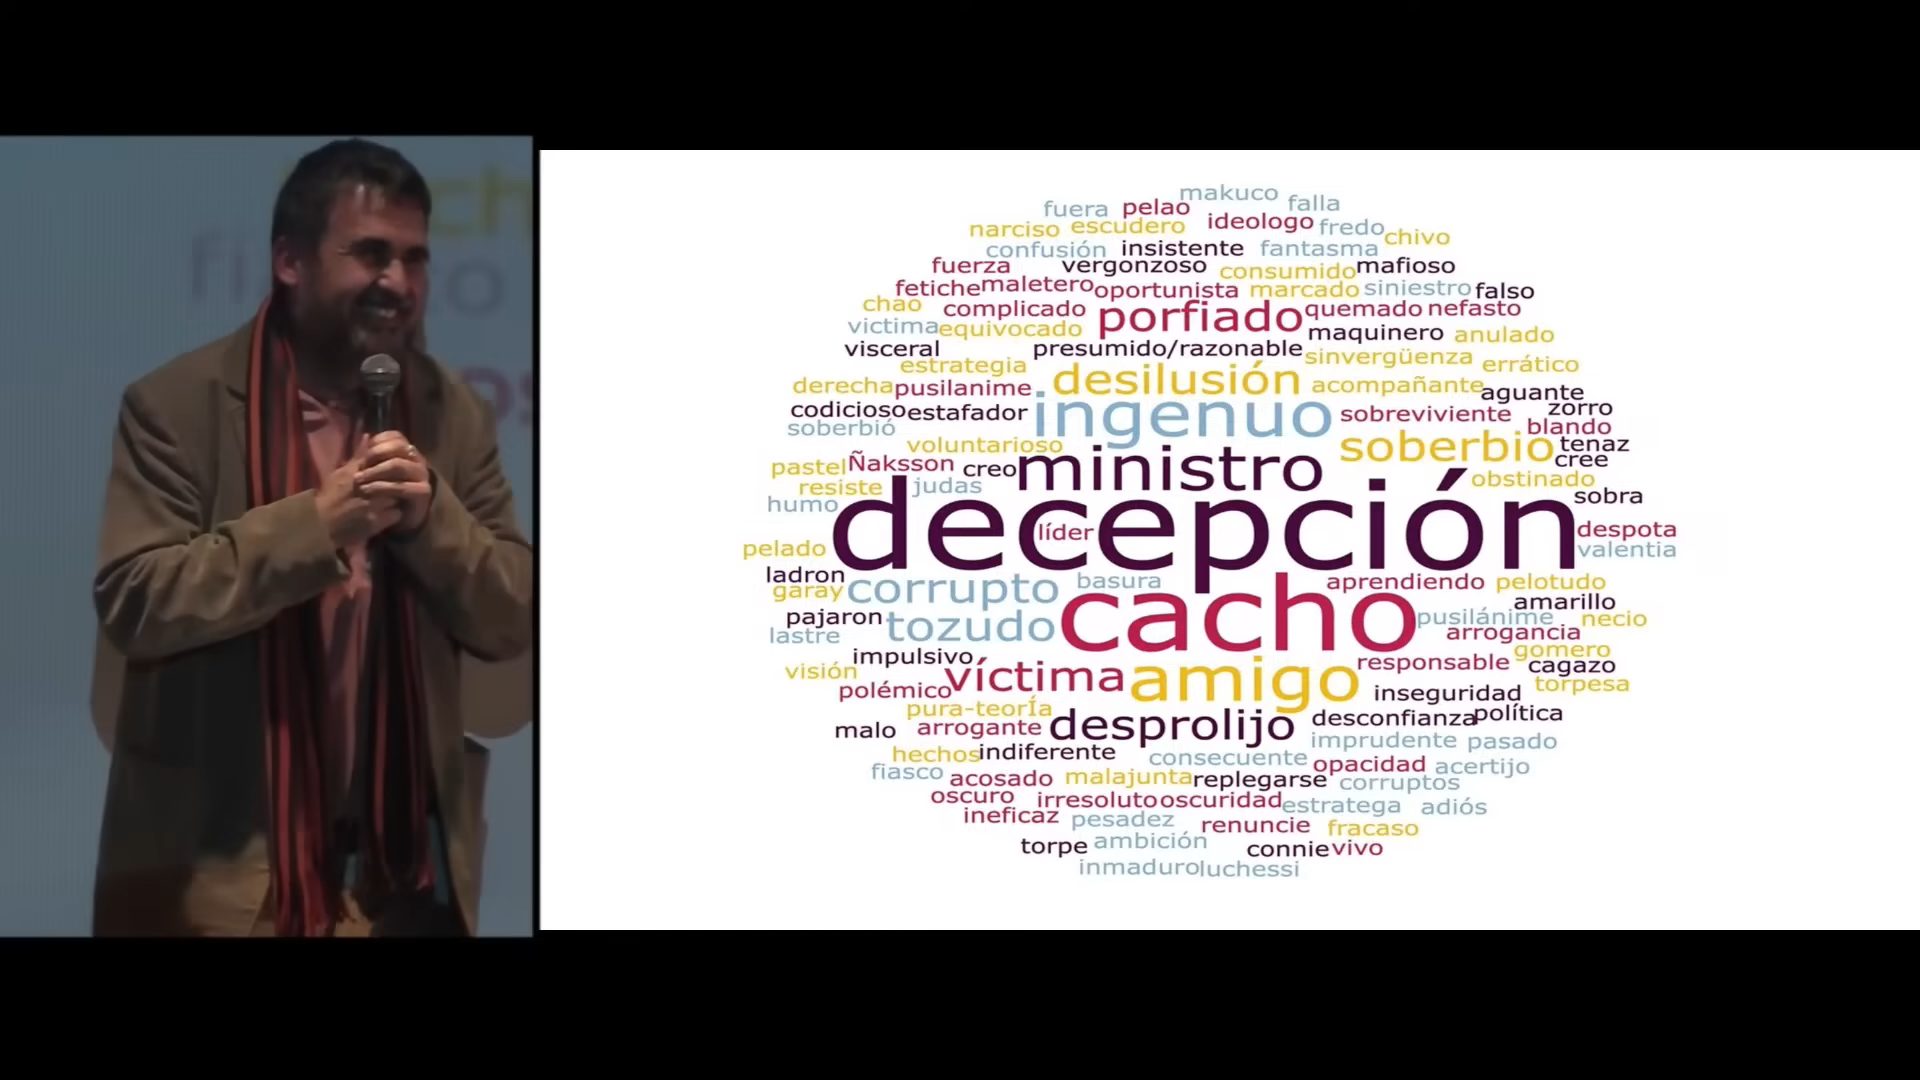 ch
fi to
os
makuco
fuera pelao falla
narciso escudero ideologo fredo chivo
confusión insistente fantasma
fuerza vergonzoso consumido mafioso
fetiche maletero oportunista marcado siniestro falso
chao complicado porfiado quemado nefasto
victima equivocado maquinero anulado
visceral presumido/razonable sinvergüenza errático
estrategia desilusión
derecha pusilanime acompañante aguante
codicioso estafador ingenuo sobreviviente zorro
soberbió blando
voluntarioso soberbio tenaz
pastel Ñaksson creo ministro cree
resiste judas obstinado
humo sobra
decepción
líder despota
pelado valentia
ladron corrupto basura aprendiendo pelotudo
garay amarillo
pajaron tozudo cacho pusilánime necio
lastre arrogancia
impulsivo gomero
visión víctima amigo responsable cagazo
polémico inseguridad torpesa
pura-teorÍa
malo arrogante desprolijo desconfianza política
hechos indiferente consecuente imprudente pasado
fiasco acosado malajunta replegarse opacidad acertijo
corruptos
oscuro irresoluto oscuridad estratega adiós
ineficaz pesadez renuncie fracaso
torpe ambición connie vivo
inmaduro luchessi